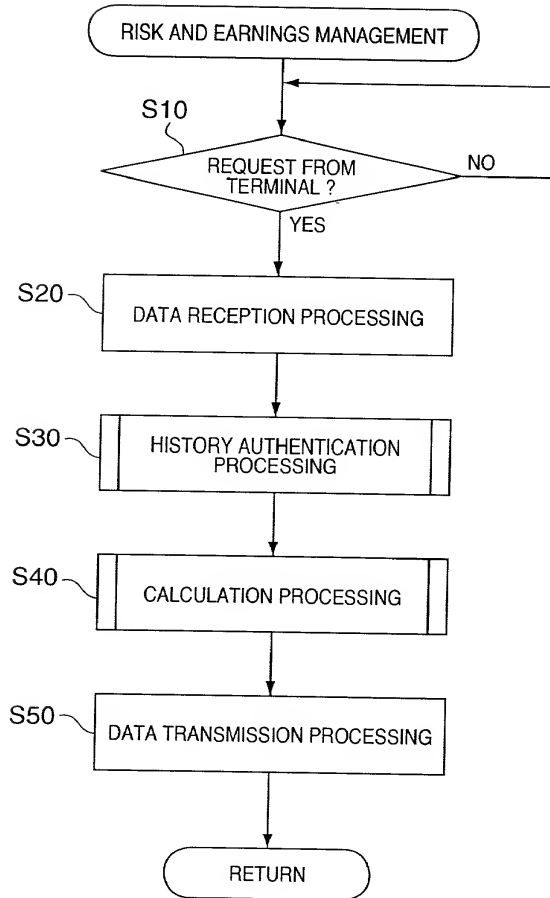 RISK AND EARNINGS MANAGEMENT
S10
REQUEST FROM
TERMINAL ?
NO
YES
S20
DATA RECEPTION PROCESSING
S30
HISTORY AUTHENTICATION
PROCESSING
S40
CALCULATION PROCESSING
S50
DATA TRANSMISSION PROCESSING
RETURN